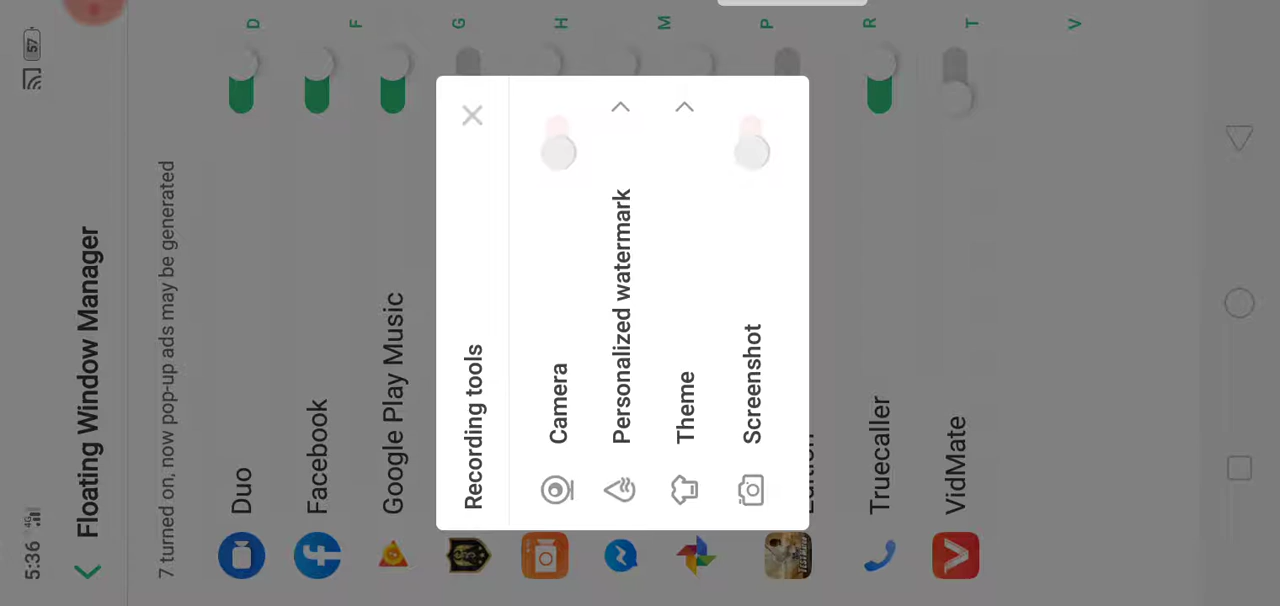 5:36
4G
57
Floating Window Manager
7 turned on, now pop-up ads may be generated
D
Duo
F
Facebook
G
Google Play Music
H
M
P
R
Truecaller
T
VidMate
V
Recording tools
Camera
Personalized watermark
Theme
Screenshot